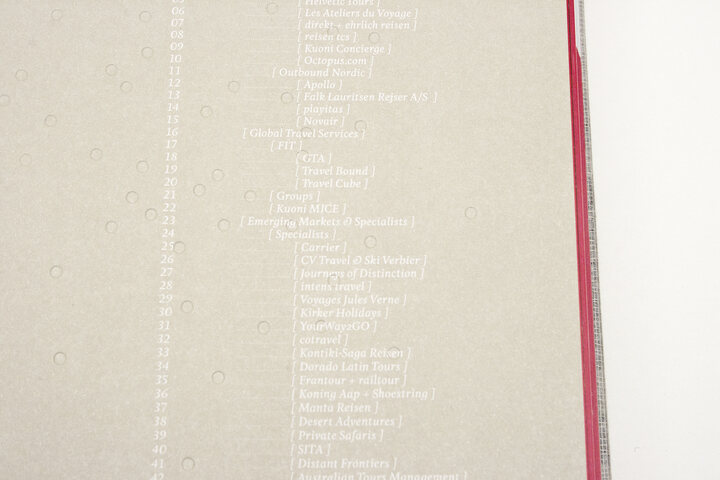 05 [ Helvetic Tours ]
06 [ Les Ateliers du Voyage ]
07 [ direkt + ehrlich reisen ]
08 [ reisen tcs ]
09 [ Kuoni Concierge ]
10 [ Octopus.com ]
11 [ Outbound Nordic ]
12 [ Apollo ]
13 [ Falk Lauritsen Rejser A/S ]
14 [ playitas ]
15 [ Novair ]
16 [ Global Travel Services ]
17 [ FIT ]
18 [ GTA ]
19 [ Travel Bound ]
20 [ Travel Cube ]
21 [ Groups ]
22 [ Kuoni MICE ]
23 [ Emerging Markets & Specialists ]
24 [ Specialists ]
25 [ Carrier ]
26 [ CV Travel & Ski Verbier ]
27 [ Journeys of Distinction ]
28 [ intens travel ]
29 [ Voyages Jules Verne ]
30 [ Kirker Holidays ]
31 [ YourWay2GO ]
32 [ cotravel ]
33 [ Kontiki-Saga Reisen ]
34 [ Dorado Latin Tours ]
35 [ Frantour + railtour ]
36 [ Koning Aap + Shoestring ]
37 [ Manta Reisen ]
38 [ Desert Adventures ]
39 [ Private Safaris ]
40 [ SITA ]
41 [ Distant Frontiers ]
42 [ Australian Tours Management ]